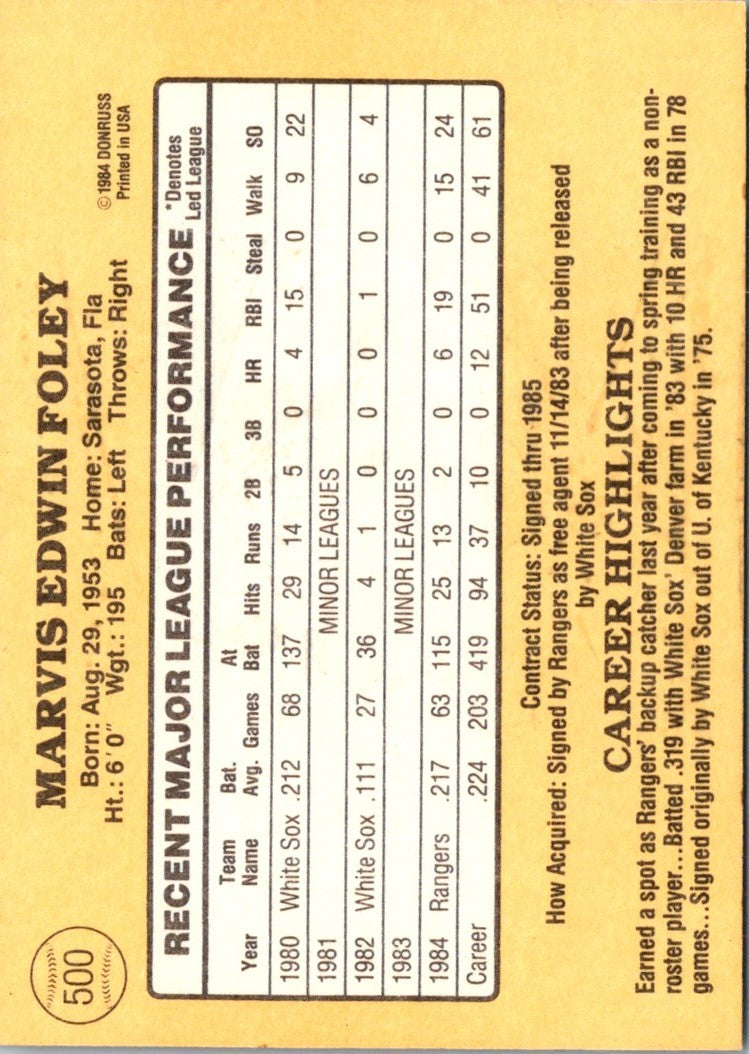 500
MARVIS EDWIN FOLEY
Born: Aug. 29, 1953 Home: Sarasota, Fla
Ht.: 6'0" Wgt.: 195 Bats: Left Throws: Right
©1984 DONRUSS
Printed in USA
RECENT MAJOR LEAGUE PERFORMANCE
*Denotes
Led League
Year Team Name Bat. Avg. Games At Bat Hits Runs 2B 3B HR RBI Steal Walk SO
1980 White Sox .212 68 137 29 14 5 0 4 15 0 9 22
1981 MINOR LEAGUES
1982 White Sox .111 27 36 4 1 0 0 0 1 0 6 4
1983 MINOR LEAGUES
1984 Rangers .217 63 115 25 13 2 0 6 19 0 15 24
Career .224 203 419 94 37 10 0 12 51 0 41 61
Contract Status: Signed thru 1985
How Acquired: Signed by Rangers as free agent 11/14/83 after being released
by White Sox
CAREER HIGHLIGHTS
Earned a spot as Rangers' backup catcher last year after coming to spring training as a non-
roster player...Batted .319 with White Sox' Denver farm in '83 with 10 HR and 43 RBI in 78
games...Signed originally by White Sox out of U. of Kentucky in '75.